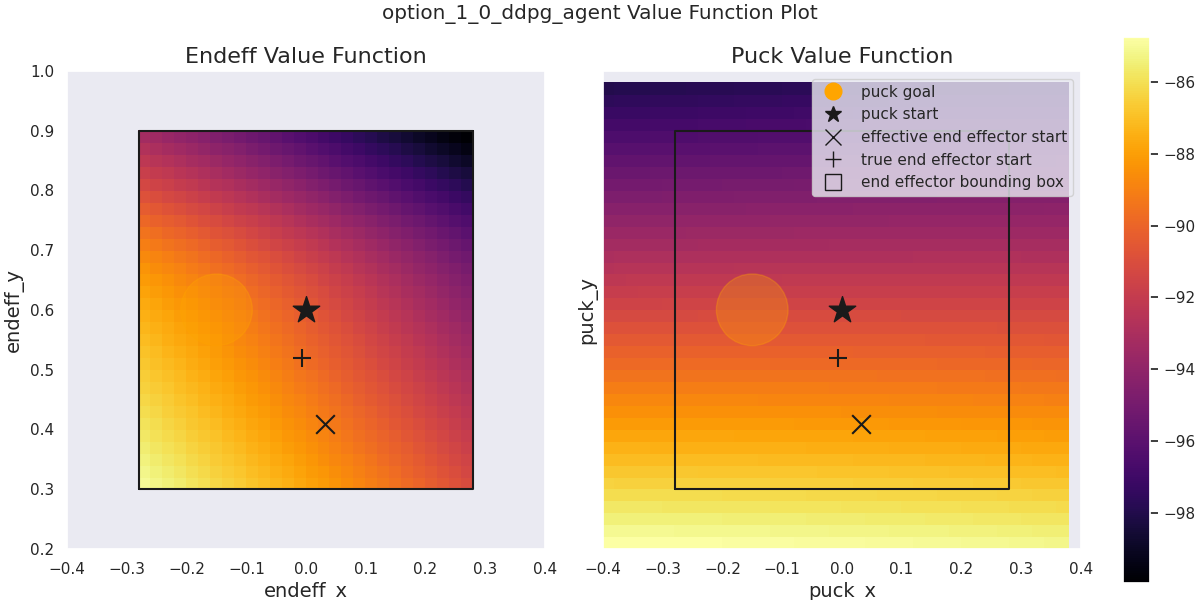 option_1_0_ddpg_agent Value Function Plot
Endeff Value Function
1.0
0.9
0.8
0.7
0.6
0.5
0.4
0.3
0.2
endeff_y
−0.4 −0.3 −0.2 −0.1 0.0 0.1 0.2 0.3 0.4
endeff_x
Puck Value Function
puck goal
puck start
effective end effector start
true end effector start
end effector bounding box
puck_y
−0.4 −0.3 −0.2 −0.1 0.0 0.1 0.2 0.3 0.4
puck_x
−86
−88
−90
−92
−94
−96
−98